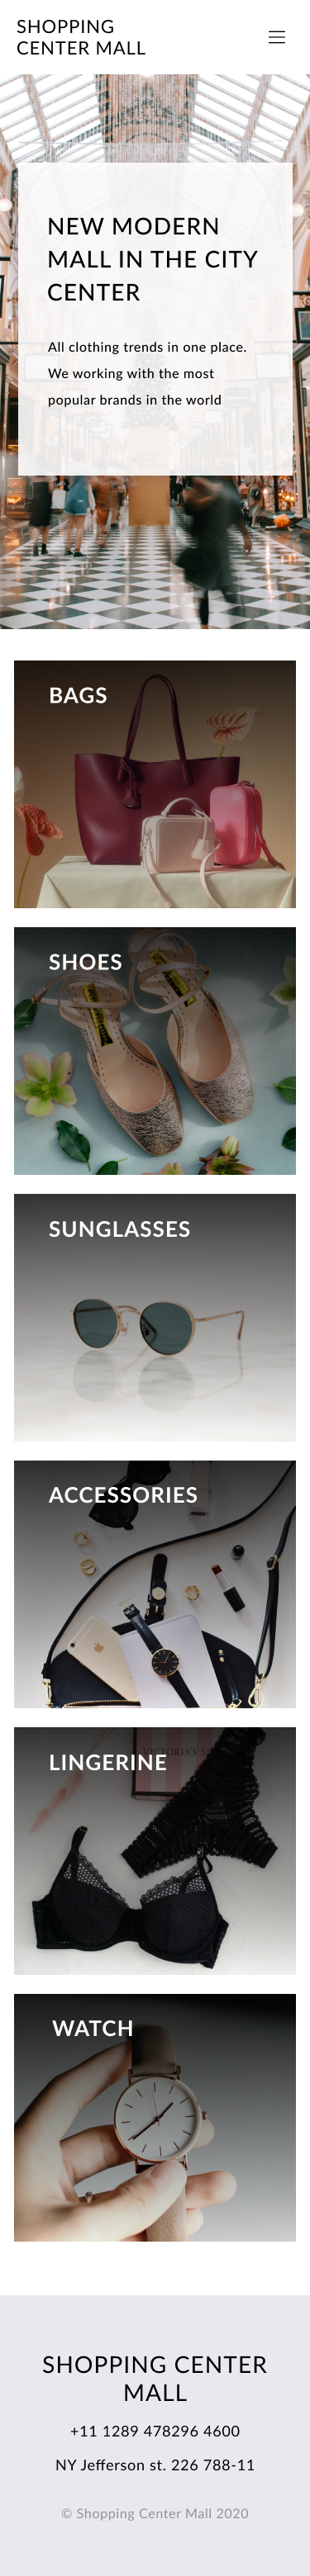 SHOPPING
CENTER MALL
NEW MODERN
MALL IN THE CITY
CENTER
All clothing trends in one place.
We working with the most
popular brands in the world
BAGS
SHOES
SUNGLASSES
ACCESSORIES
LINGERINE
WATCH
SHOPPING CENTER
MALL
+11 1289 478296 4600
NY Jefferson st. 226 788-11
© Shopping Center Mall 2020